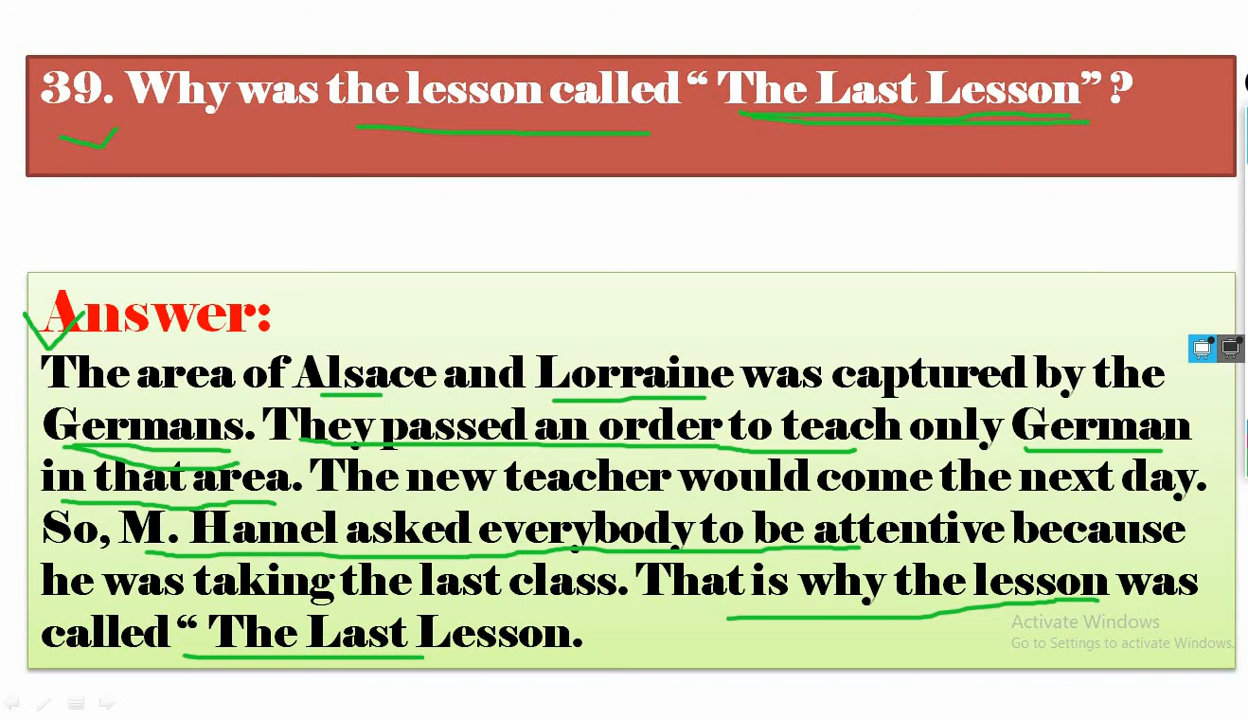 39. Why was the lesson called “ The Last Lesson” ?
Answer:
The area of Alsace and Lorraine was captured by the
Germans. They passed an order to teach only German
in that area. The new teacher would come the next day.
So, M. Hamel asked everybody to be attentive because
he was taking the last class. That is why the lesson was
called “ The Last Lesson.
Activate Windows
Go to Settings to activate Windows.